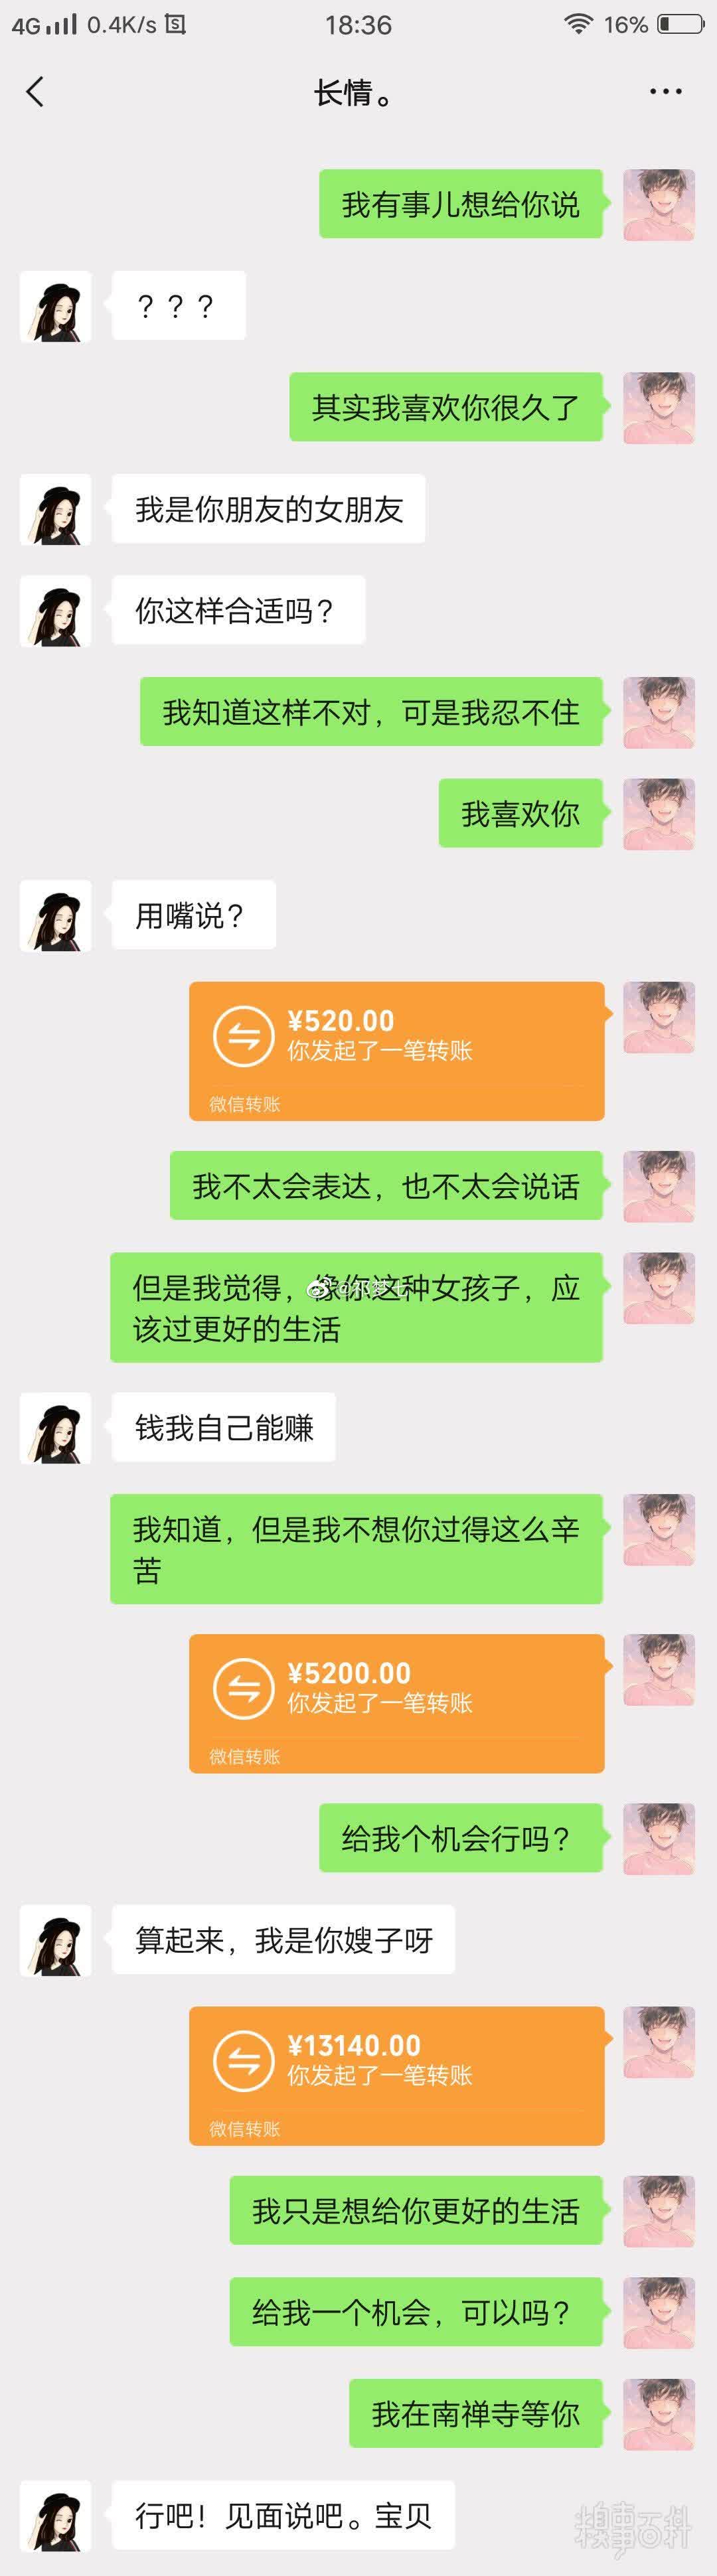 4G 0.4K/s 18:36 16%
长情。
我有事儿想给你说
？？？
其实我喜欢你很久了
我是你朋友的女朋友
你这样合适吗？
我知道这样不对，可是我忍不住
我喜欢你
用嘴说？
¥520.00
你发起了一笔转账
微信转账
我不太会表达，也不太会说话
但是我觉得，像你这种女孩子，应
@祁梦七
该过更好的生活
钱我自己能赚
我知道，但是我不想你过得这么辛
苦
¥5200.00
你发起了一笔转账
微信转账
给我个机会行吗？
算起来，我是你嫂子呀
¥13140.00
你发起了一笔转账
微信转账
我只是想给你更好的生活
给我一个机会，可以吗？
我在南禅寺等你
行吧！见面说吧。宝贝
糗事百科